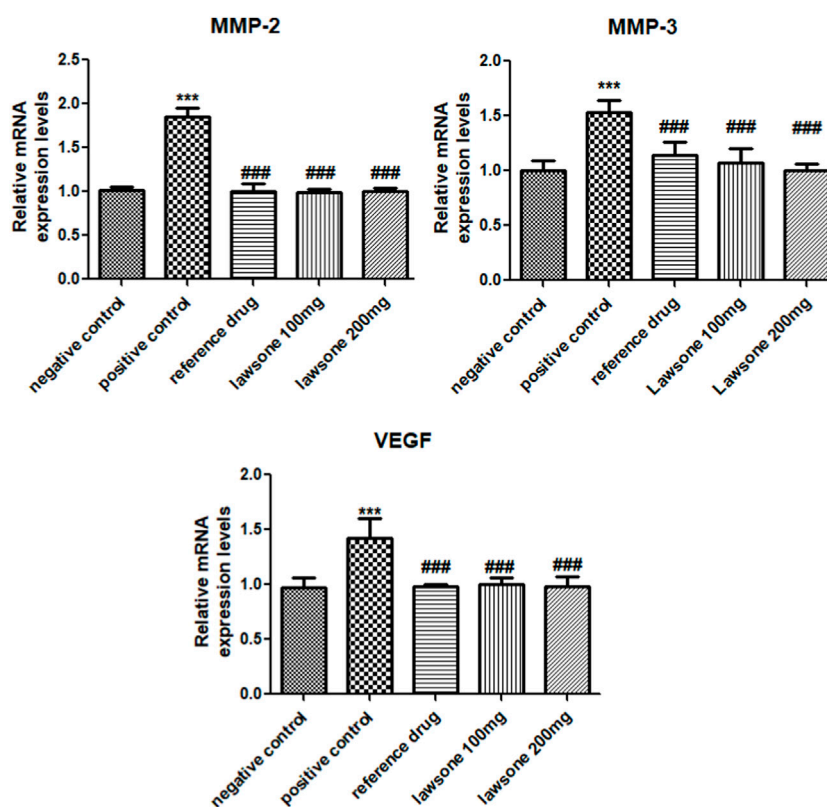 MMP-2
Relative mRNA
expression levels
2.5
2.0
1.5
1.0
0.5
0.0
***
###
###
###
negative control
positive control
reference drug
lawsone 100mg
lawsone 200mg
MMP-3
Relative mRNA
expression levels
2.0
1.5
1.0
0.5
0.0
***
###
###
###
negative control
positive control
reference drug
Lawsone 100mg
Lawsone 200mg
VEGF
Relative mRNA
expression levels
2.0
1.5
1.0
0.5
0.0
***
###
###
###
negative control
positive control
reference drug
lawsone 100mg
lawsone 200mg